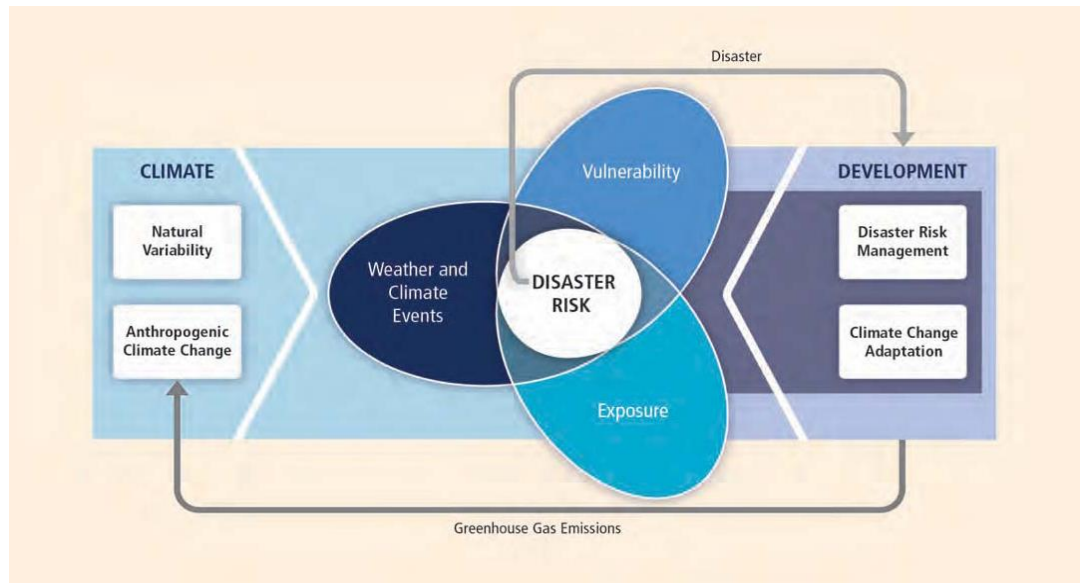 Disaster
CLIMATE
Natural
Variability
Anthropogenic
Climate Change
Weather and
Climate
Events
Vulnerability
DISASTER
RISK
Exposure
DEVELOPMENT
Disaster Risk
Management
Climate Change
Adaptation
Greenhouse Gas Emissions